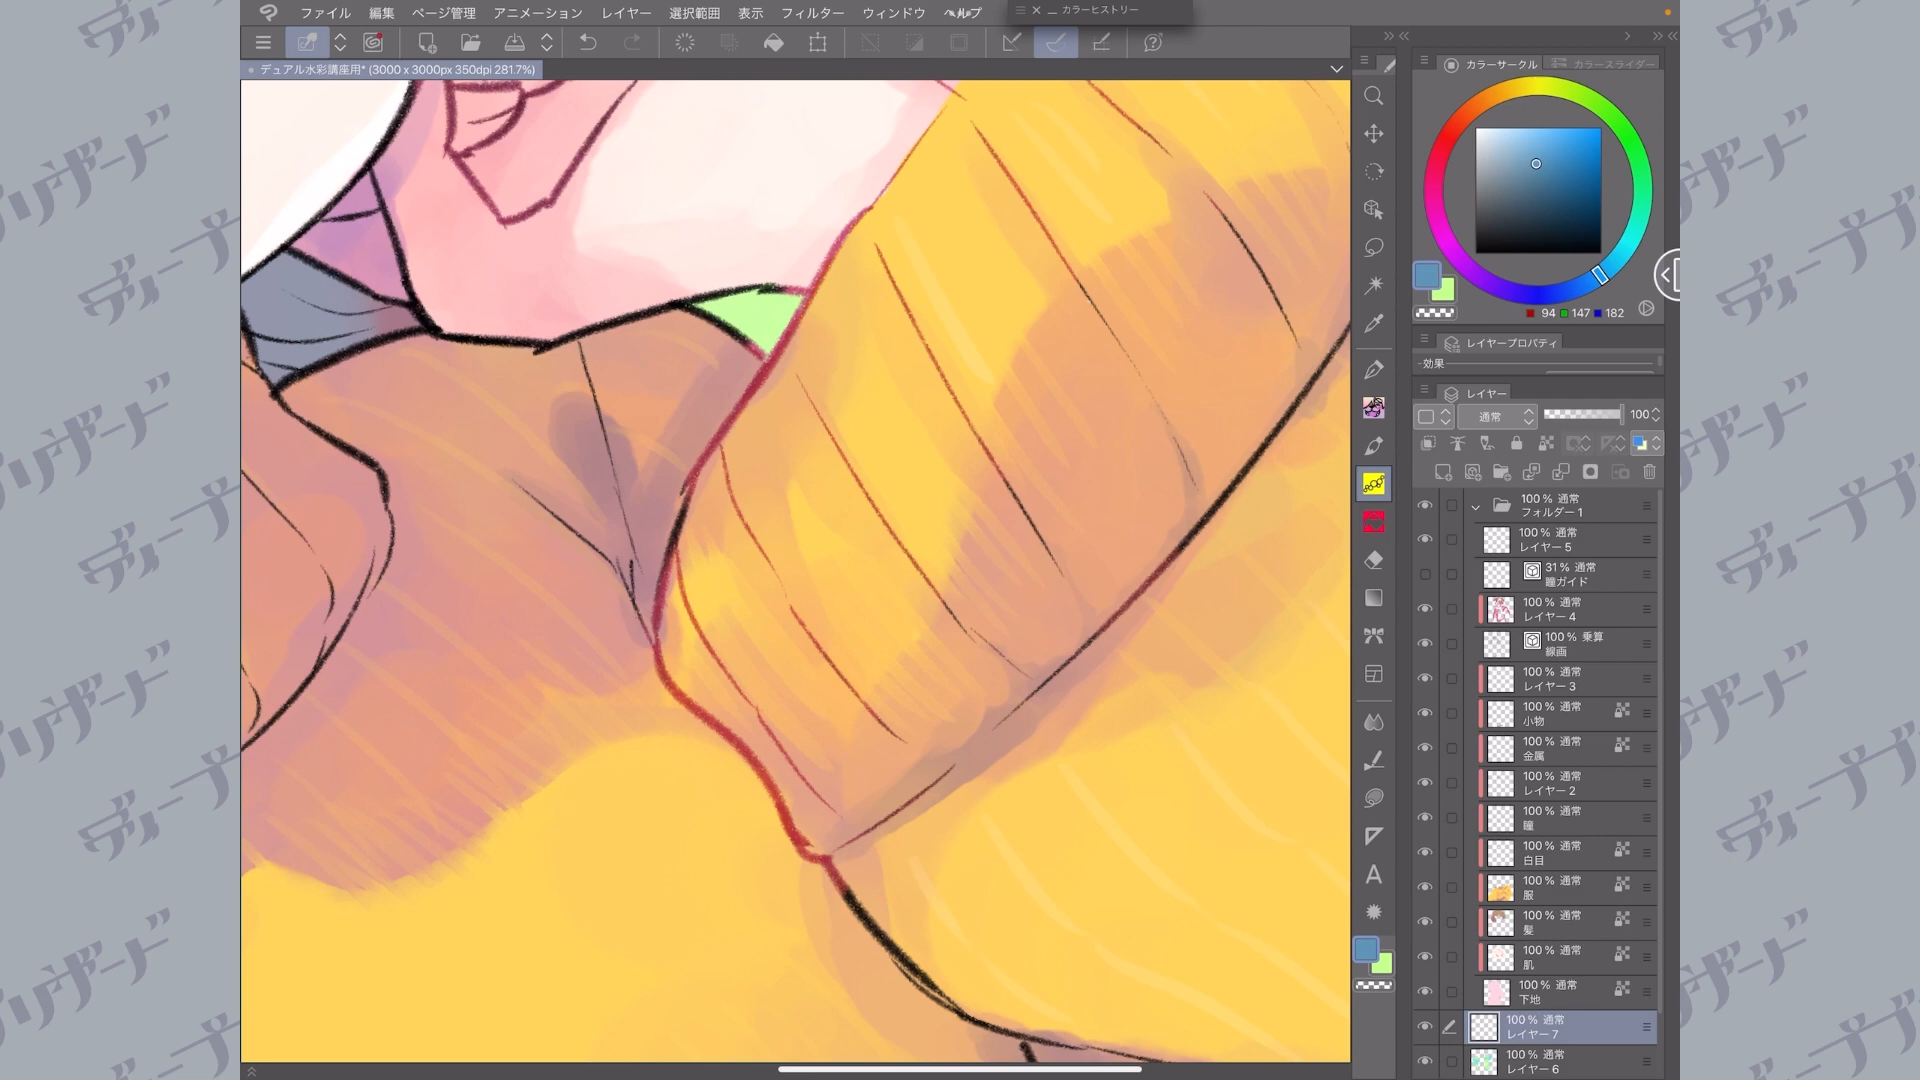 ファイル 編集 ページ管理 アニメーション レイヤー 選択範囲 表示 フィルター ウィンドウ ヘルプ
カラーヒストリー
デュアル水彩講座用* (3000 x 3000px 350dpi 281.7%)
カラーサークル カラースライダー
94 147 182
レイヤープロパティ
効果
レイヤー
通常 100
100 % 通常
フォルダー 1
100 % 通常
レイヤー 5
31 % 通常
瞳ガイド
100 % 通常
レイヤー 4
100 % 乗算
線画
100 % 通常
レイヤー 3
100 % 通常
小物
100 % 通常
金属
100 % 通常
レイヤー 2
100 % 通常
瞳
100 % 通常
白目
100 % 通常
服
100 % 通常
髪
100 % 通常
肌
100 % 通常
下地
100 % 通常
レイヤー 7
100 % 通常
レイヤー 6